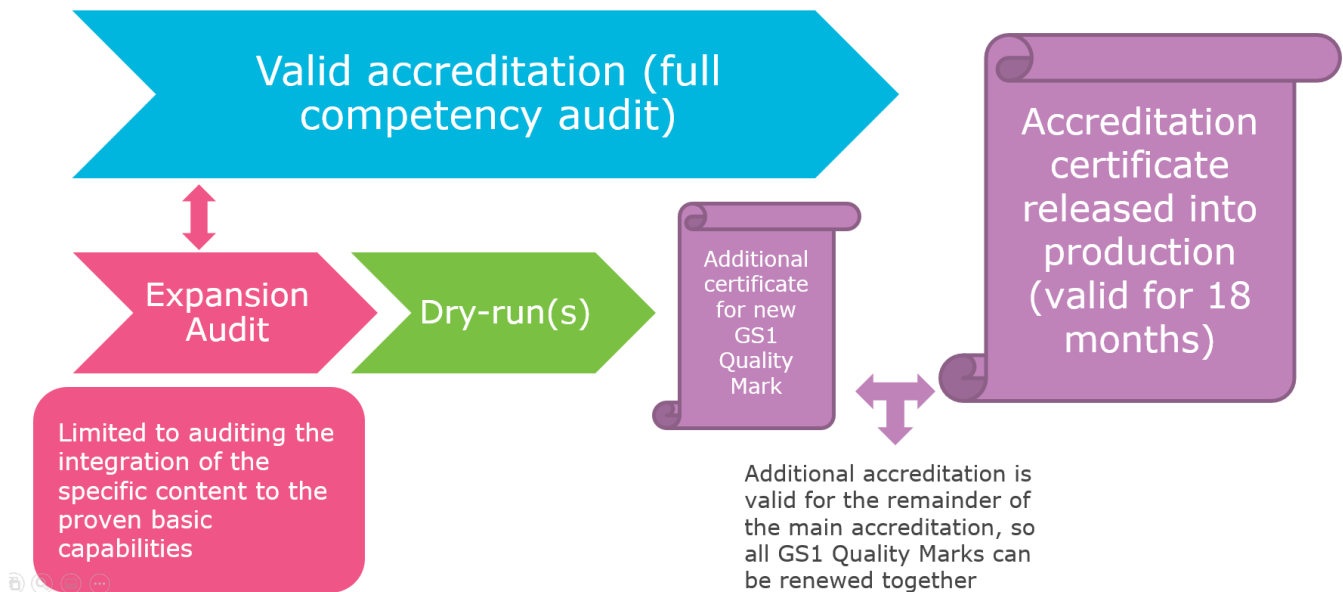 Valid accreditation (full
competency audit)
Accreditation
certificate
released into
production
(valid for 18
months)
Expansion
Audit
Dry-run(s)
Additional
certificate
for new
GS1
Quality
Mark
Limited to auditing the
integration of the
specific content to the
proven basic
capabilities
Additional accreditation is
valid for the remainder of
the main accreditation, so
all GS1 Quality Marks can
be renewed together